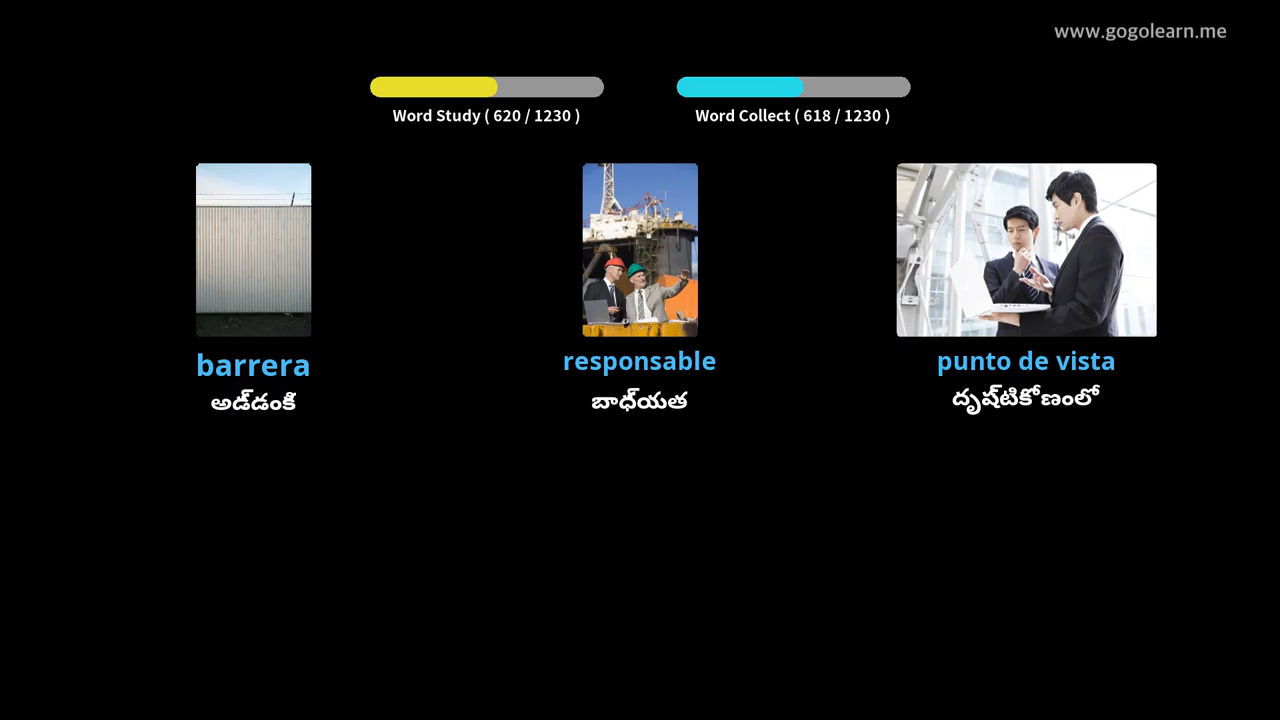 www.gogolearn.me
Word Study ( 620 / 1230 )
Word Collect ( 618 / 1230 )
barrera
responsable
punto de vista
అడ్డంకి
బాధ్యత
దృష్టికోణంలో